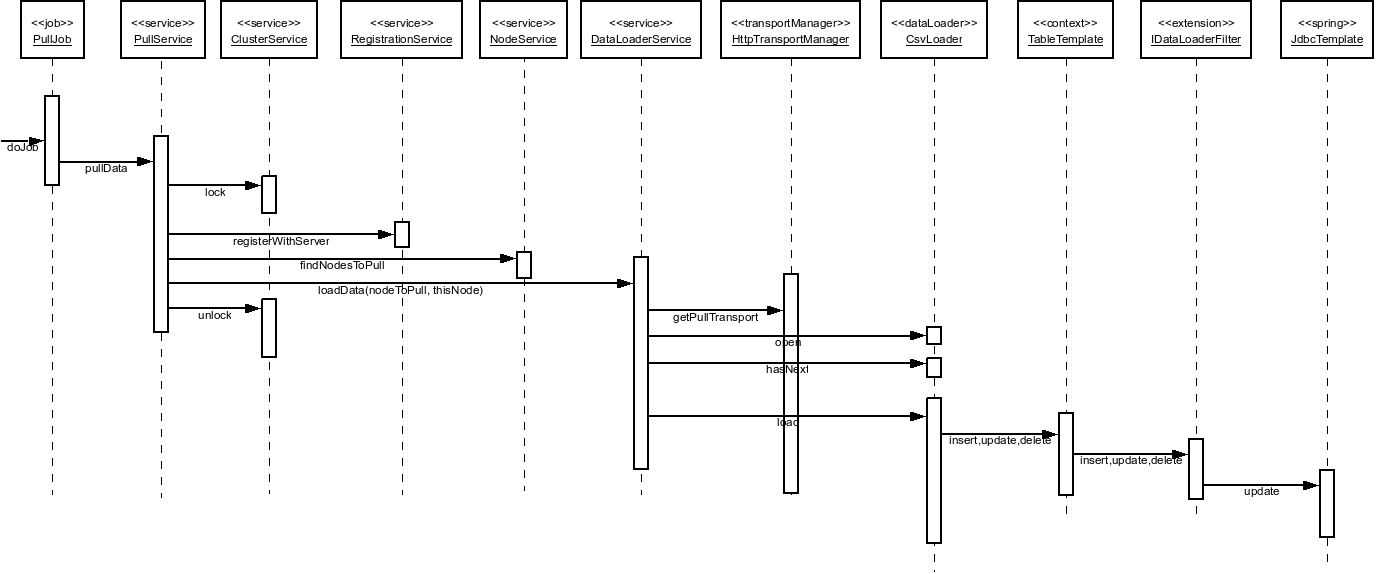 <<job>>
PullJob
<<service>>
PullService
<<service>>
ClusterService
<<service>>
RegistrationService
<<service>>
NodeService
<<service>>
DataLoaderService
<<transportManager>>
HttpTransportManager
<<dataLoader>>
CsvLoader
<<context>>
TableTemplate
<<extension>>
IDataLoaderFilter
<<spring>>
JdbcTemplate
doJob
pullData
lock
registerWithServer
findNodesToPull
loadData(nodeToPull, thisNode)
unlock
getPullTransport
open
hasNext
load
insert,update,delete
insert,update,delete
update